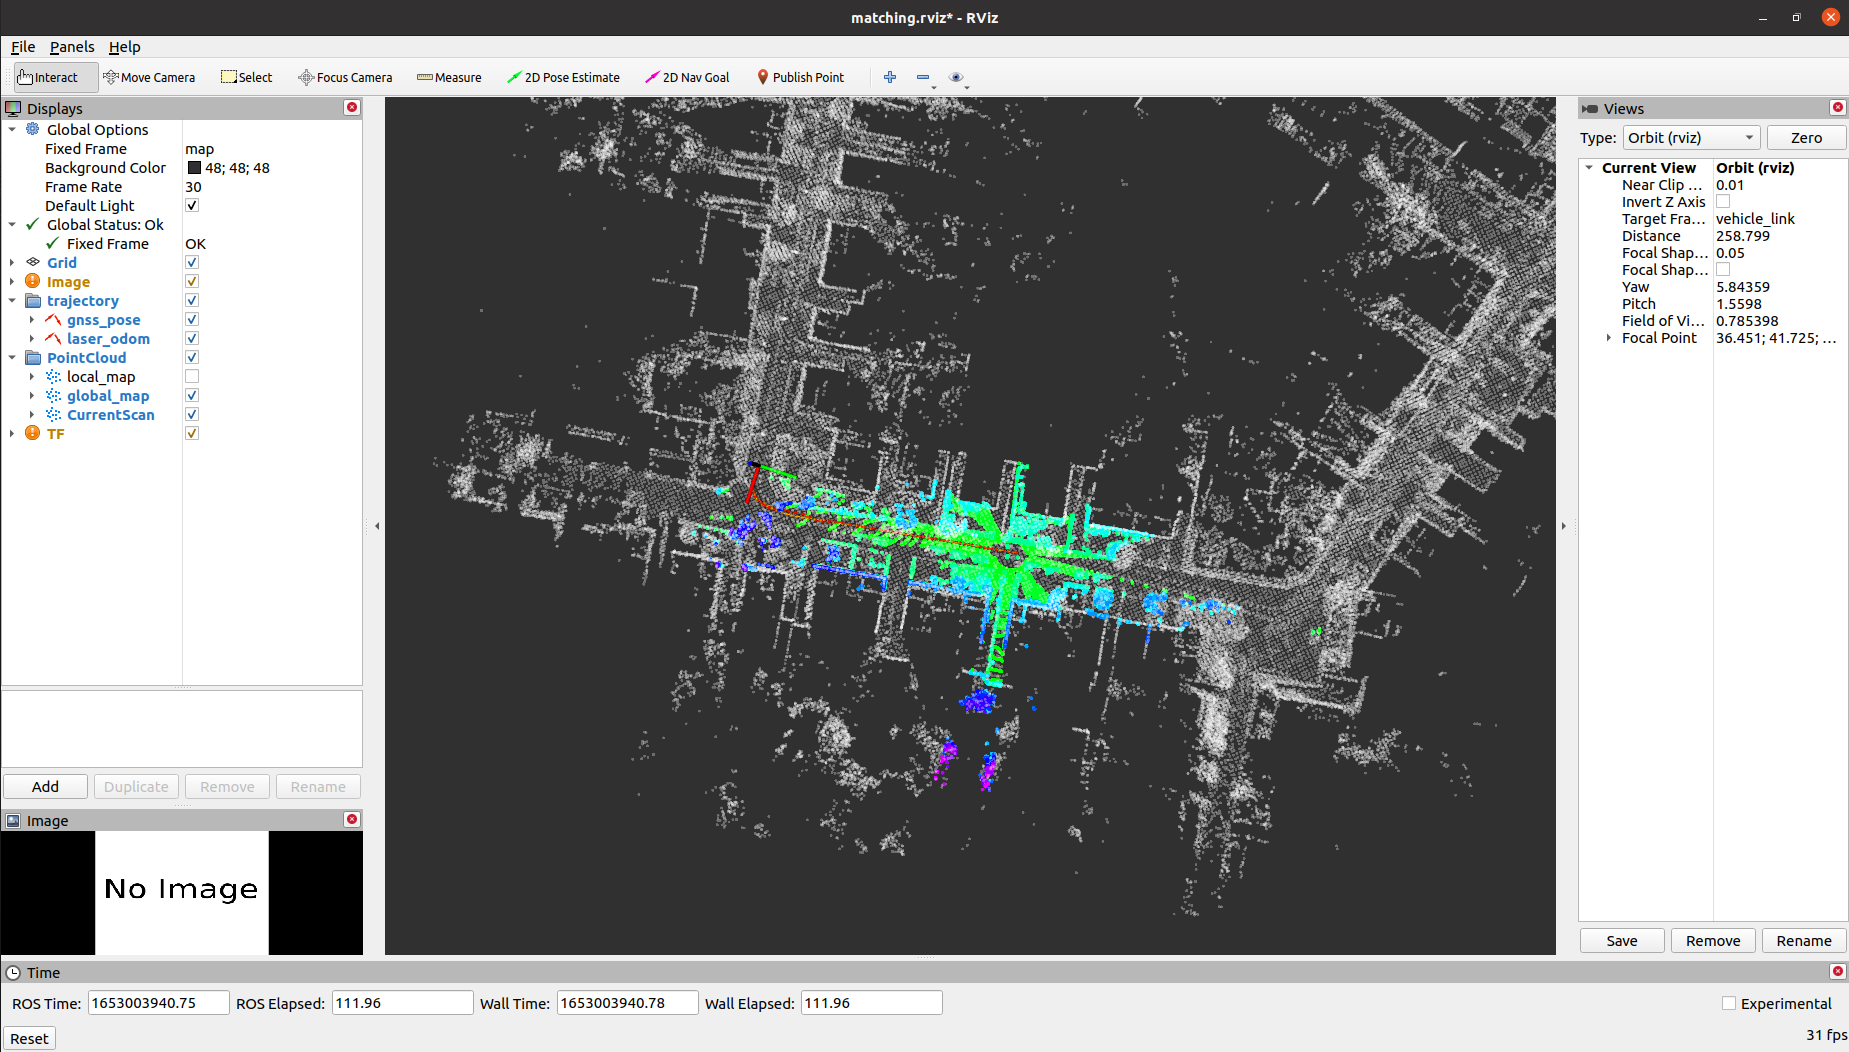 matching.rviz* - RViz
File Panels Help
Interact Move Camera Select Focus Camera Measure 2D Pose Estimate 2D Nav Goal Publish Point
Displays
Global Options
Fixed Frame map
Background Color 48; 48; 48
Frame Rate 30
Default Light
Global Status: Ok
Fixed Frame OK
Grid
Image
trajectory
gnss_pose
laser_odom
PointCloud
local_map
global_map
CurrentScan
TF
Add Duplicate Remove Rename
Image
No Image
Views
Type: Orbit (rviz) Zero
Current View Orbit (rviz)
Near Clip ... 0.01
Invert Z Axis
Target Fra... vehicle_link
Distance 258.799
Focal Shap... 0.05
Focal Shap...
Yaw 5.84359
Pitch 1.5598
Field of Vi... 0.785398
Focal Point 36.451; 41.725; ...
Save Remove Rename
Time
ROS Time: 1653003940.75 ROS Elapsed: 111.96 Wall Time: 1653003940.78 Wall Elapsed: 111.96 Experimental
Reset 31 fps